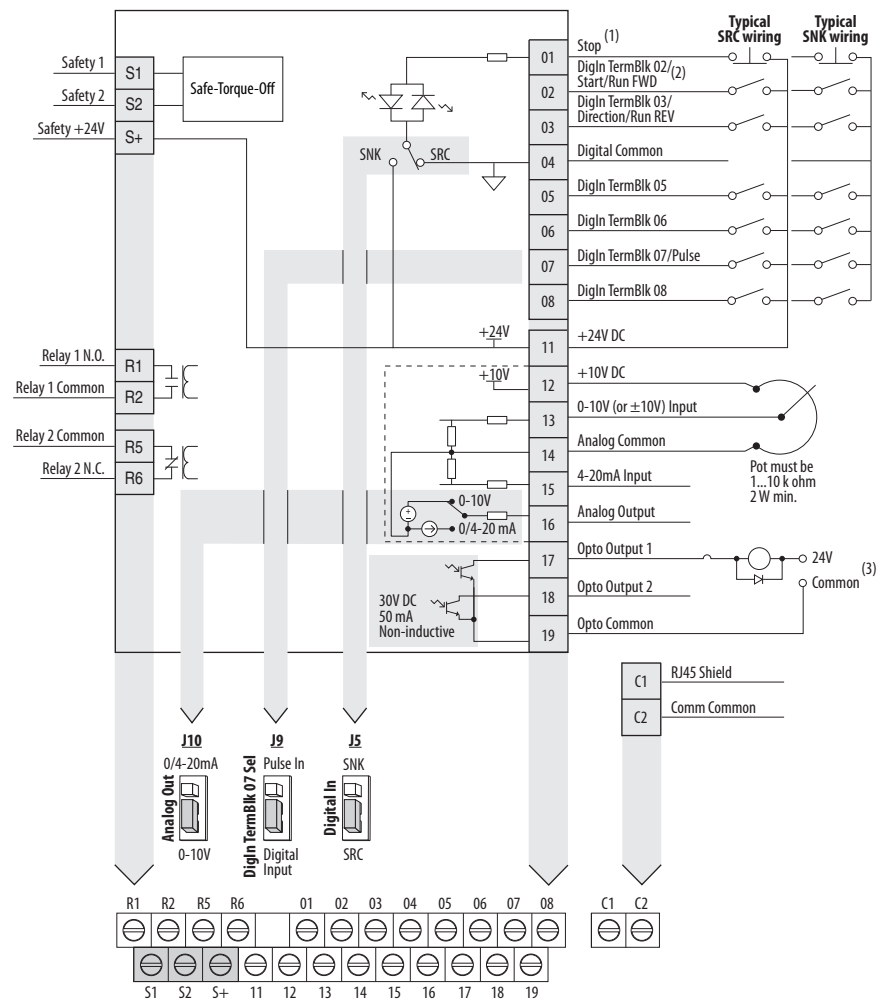 Typical SRC wiring
Typical SNK wiring
Safety 1
S1
Safety 2
S2
Safety +24V
S+
Safe-Torque-Off
SNK
SRC
01
Stop (1)
02
DigIn TermBlk 02/
Start/Run FWD (2)
03
DigIn TermBlk 03/
Direction/Run REV
04
Digital Common
05
DigIn TermBlk 05
06
DigIn TermBlk 06
07
DigIn TermBlk 07/Pulse
08
DigIn TermBlk 08
+24V
11
+24V DC
+10V
12
+10V DC
13
0-10V (or ±10V) Input
14
Analog Common
15
4-20mA Input
16
Analog Output
17
Opto Output 1
18
Opto Output 2
19
Opto Common
Pot must be
1...10 k ohm
2 W min.
24V
Common (3)
Relay 1 N.O.
R1
Relay 1 Common
R2
Relay 2 Common
R5
Relay 2 N.C.
R6
0-10V
+
-
0/4-20 mA
30V DC
50 mA
Non-inductive
C1
RJ45 Shield
C2
Comm Common
J10
0/4-20mA
Analog Out
0-10V
J9
Pulse In
DigIn TermBlk 07 Sel
Digital
Input
J5
SNK
Digital In
SRC
R1 R2 R5 R6 01 02 03 04 05 06 07 08 C1 C2
S1 S2 S+ 11 12 13 14 15 16 17 18 19